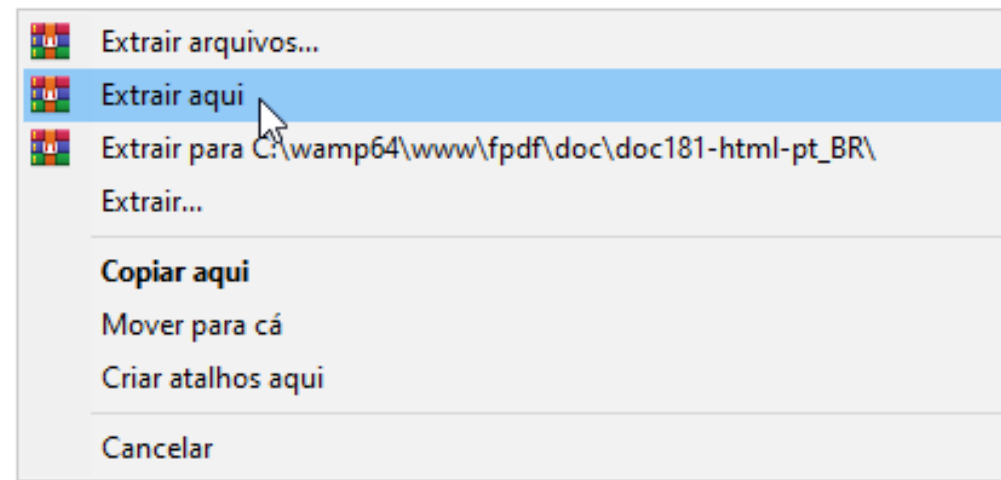 Extrair arquivos...
Extrair aqui
Extrair para C:\wamp64\www\fpdf\doc\doc181-html-pt_BR\
Extrair...
Copiar aqui
Mover para cá
Criar atalhos aqui
Cancelar